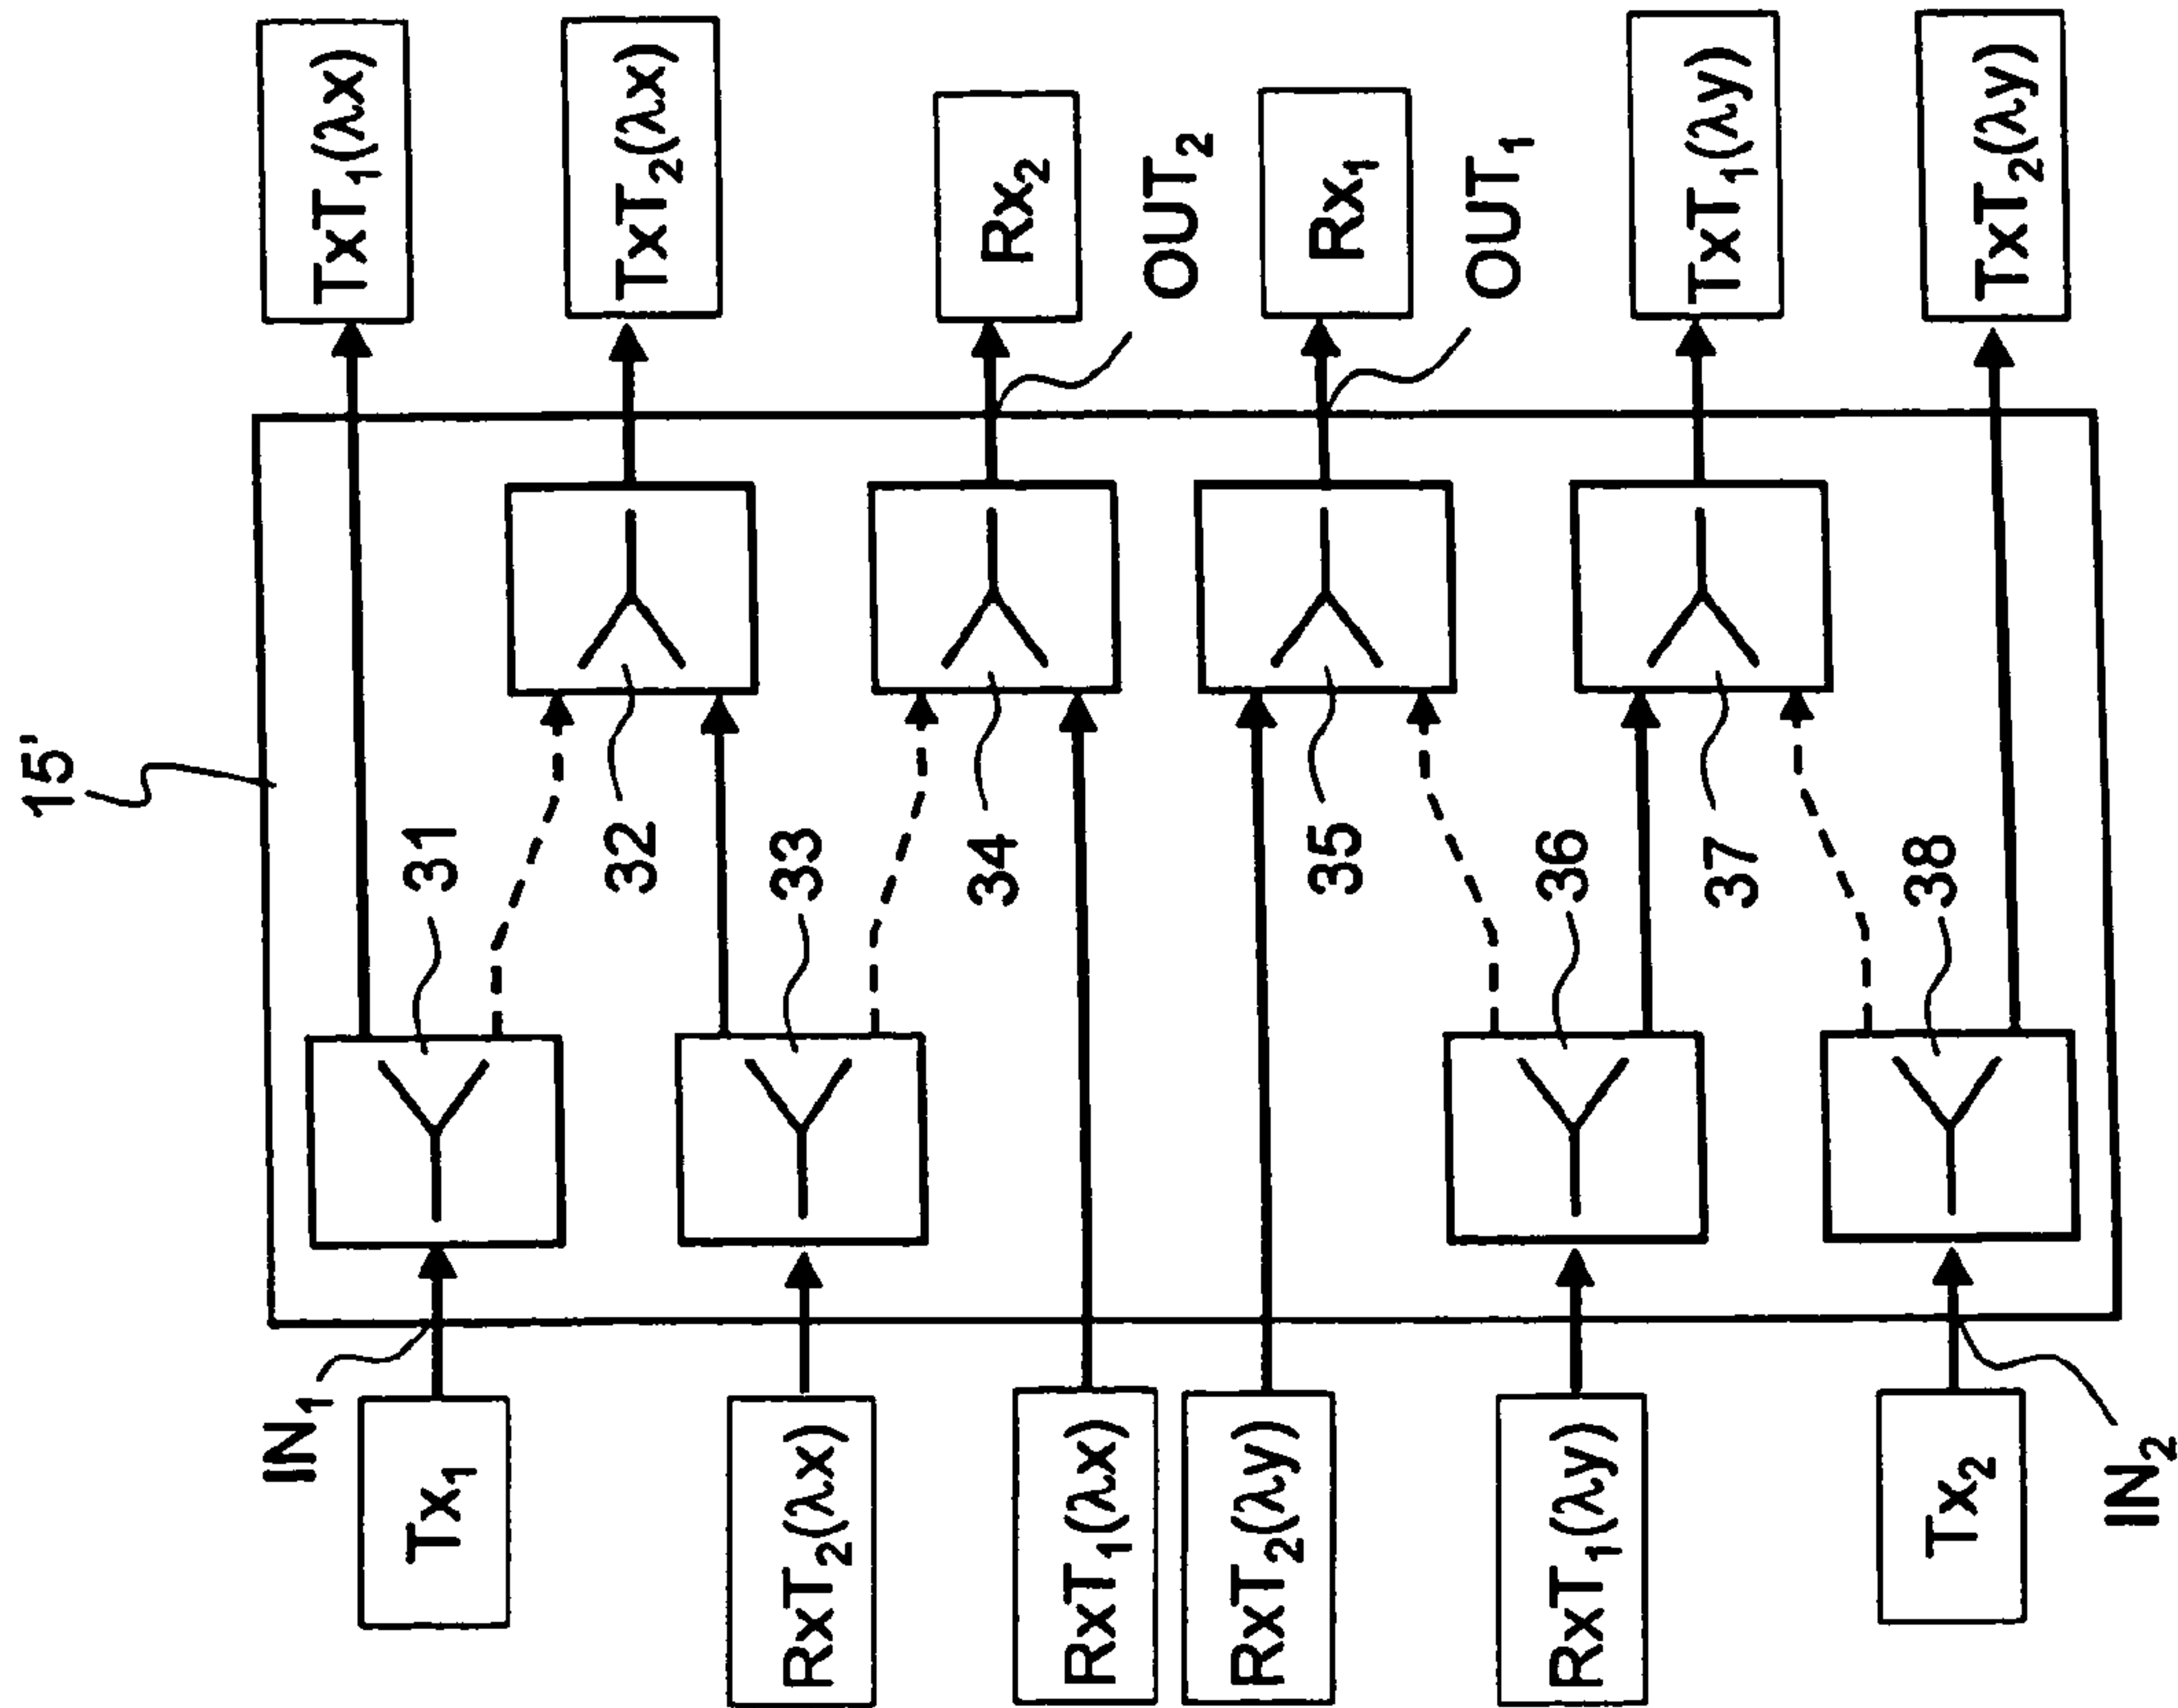 15'
IN1
Tx1
RxT2(λx)
RxT1(λx)
RxT2(λy)
RxT1(λy)
Tx2
IN2
31
32
33
34
35
36
37
38
TxT1(λx)
TxT2(λx)
Rx2
OUT2
Rx1
OUT1
TxT1(λy)
TxT2(λy)